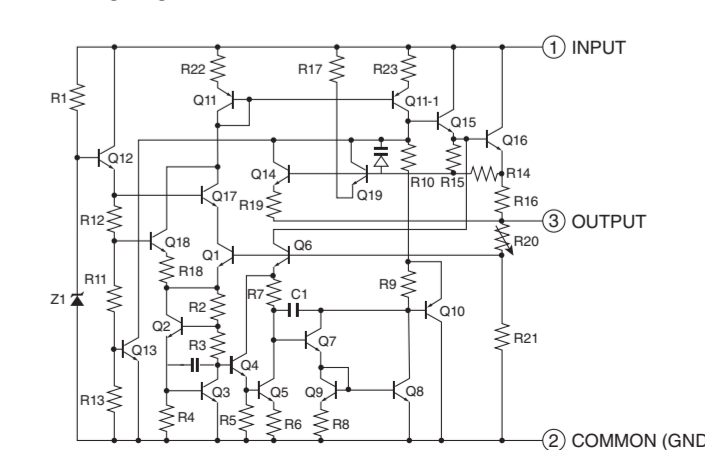 1 INPUT
R22 R17 R23
R1 Q11 Q11-1
Q15
Q12 Q16
Q14 R14
Q19 R10 R15
Q17 R19 R16
R12 3 OUTPUT
Q18 Q6 R20
R18 Q1
R11 R9
Z1 R2 R7 C1 Q10
Q2 R21
R3 Q7
Q13 Q4
Q3 Q5 Q9 Q8
R13 R4 R5 R6 R8
2 COMMON (GND